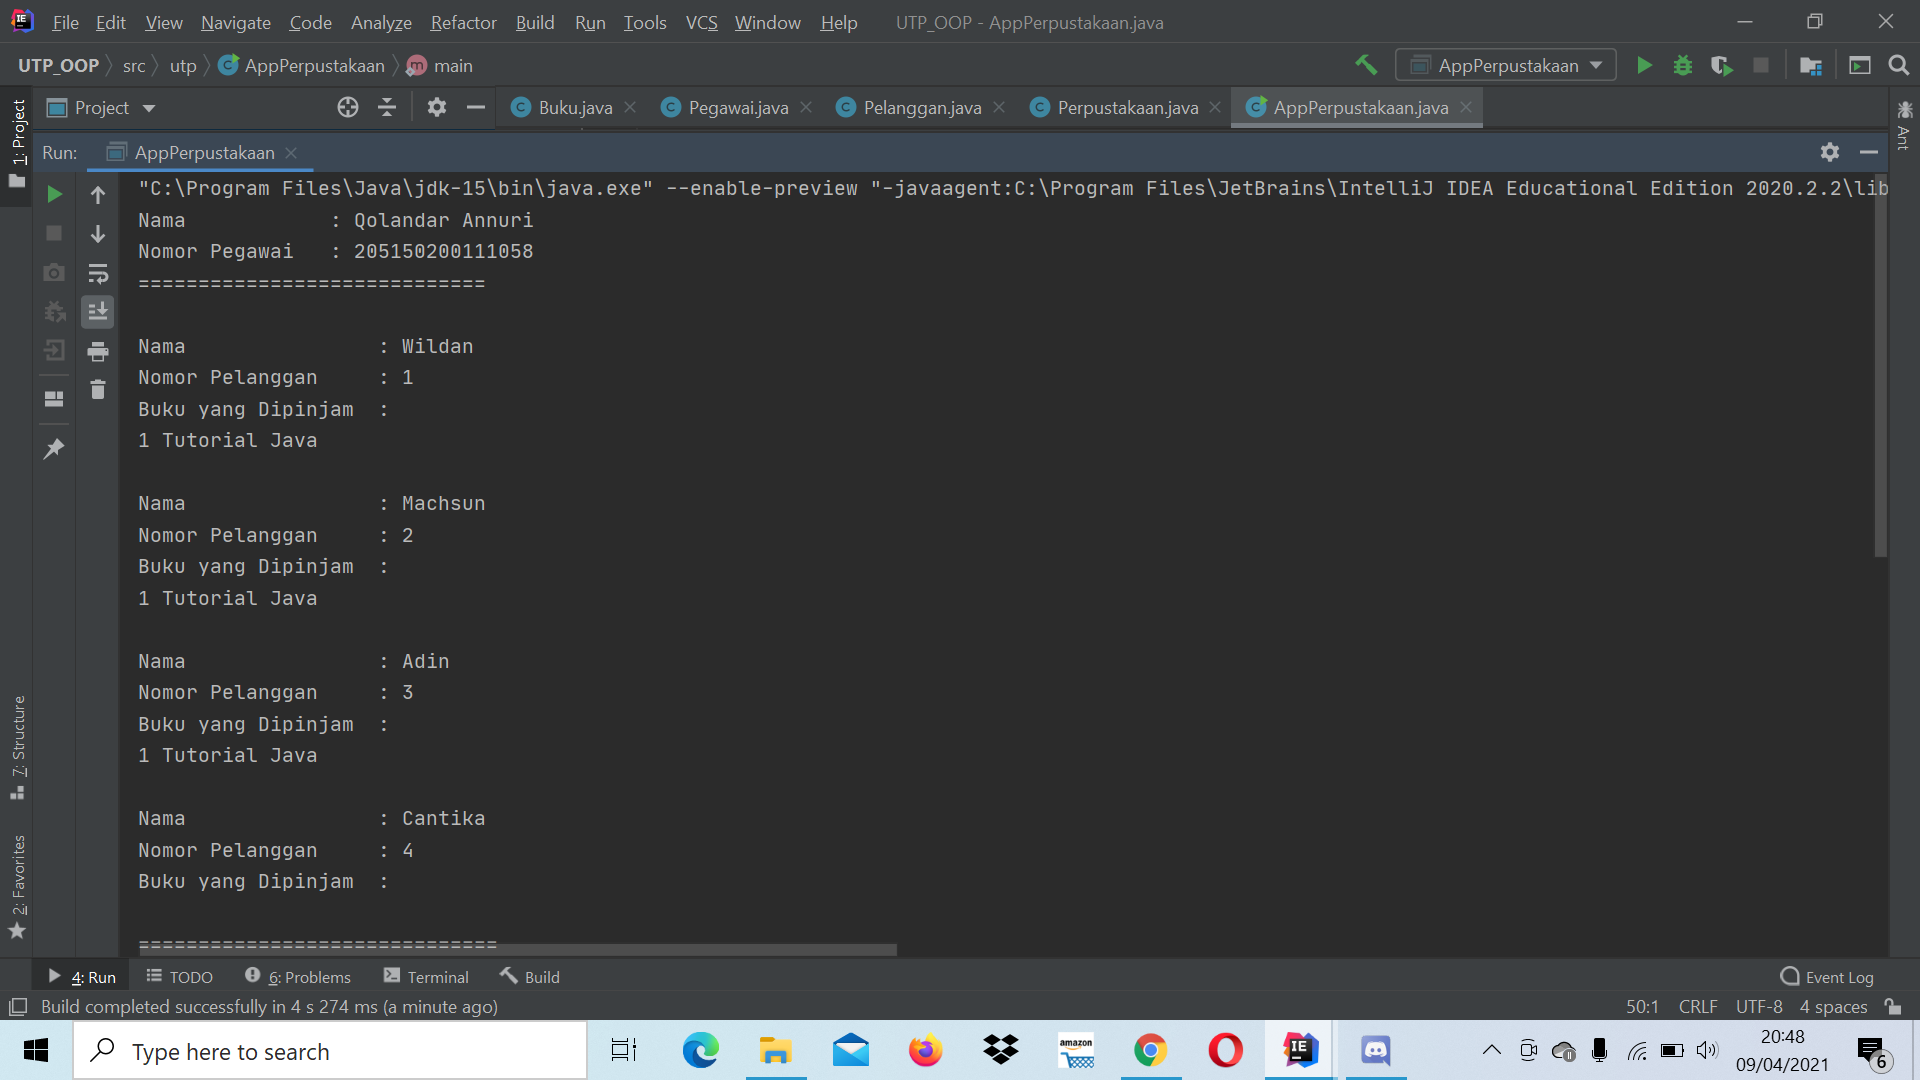 File Edit View Navigate Code Analyze Refactor Build Run Tools VCS Window Help UTP_OOP - AppPerpustakaan.java
UTP_OOP src utp AppPerpustakaan main AppPerpustakaan
Project Buku.java Pegawai.java Pelanggan.java Perpustakaan.java AppPerpustakaan.java
1: Project
Ant
Run: AppPerpustakaan
"C:\Program Files\Java\jdk-15\bin\java.exe" --enable-preview "-javaagent:C:\Program Files\JetBrains\IntelliJ IDEA Educational Edition 2020.2.2\lib
Nama : Qolandar Annuri
Nomor Pegawai : 205150200111058
=============================
Nama : Wildan
Nomor Pelanggan : 1
Buku yang Dipinjam :
1 Tutorial Java
Nama : Machsun
Nomor Pelanggan : 2
Buku yang Dipinjam :
1 Tutorial Java
Nama : Adin
Nomor Pelanggan : 3
Buku yang Dipinjam :
1 Tutorial Java
Nama : Cantika
Nomor Pelanggan : 4
Buku yang Dipinjam :
==============================
7: Structure
2: Favorites
4: Run TODO 6: Problems Terminal Build Event Log
Build completed successfully in 4 s 274 ms (a minute ago) 50:1 CRLF UTF-8 4 spaces
Type here to search
amazon
20:48
09/04/2021
6